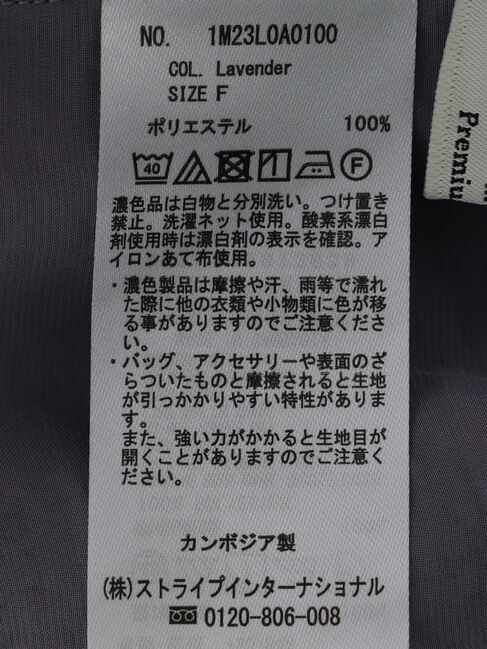 NO. 1M23L0A0100
COL. Lavender
SIZE F
ポリエステル 100%
40 F
濃色品は白物と分別洗い。つけ置き
禁止。洗濯ネット使用。酸素系漂白
剤使用時は漂白剤の表示を確認。ア
イロンあて布使用。
・濃色製品は摩擦や汗、雨等で濡れ
た際に他の衣類や小物類に色が移
る事がありますのでご注意くださ
い。
・バッグ、アクセサリーや表面のざ
らついたものと摩擦されると生地
が引っかかりやすい特性がありま
す。
また、強い力がかかると生地目が
開くことがありますのでご注意く
ださい。
カンボジア製
(株)ストライプインターナショナル
0120-806-008
Premiu